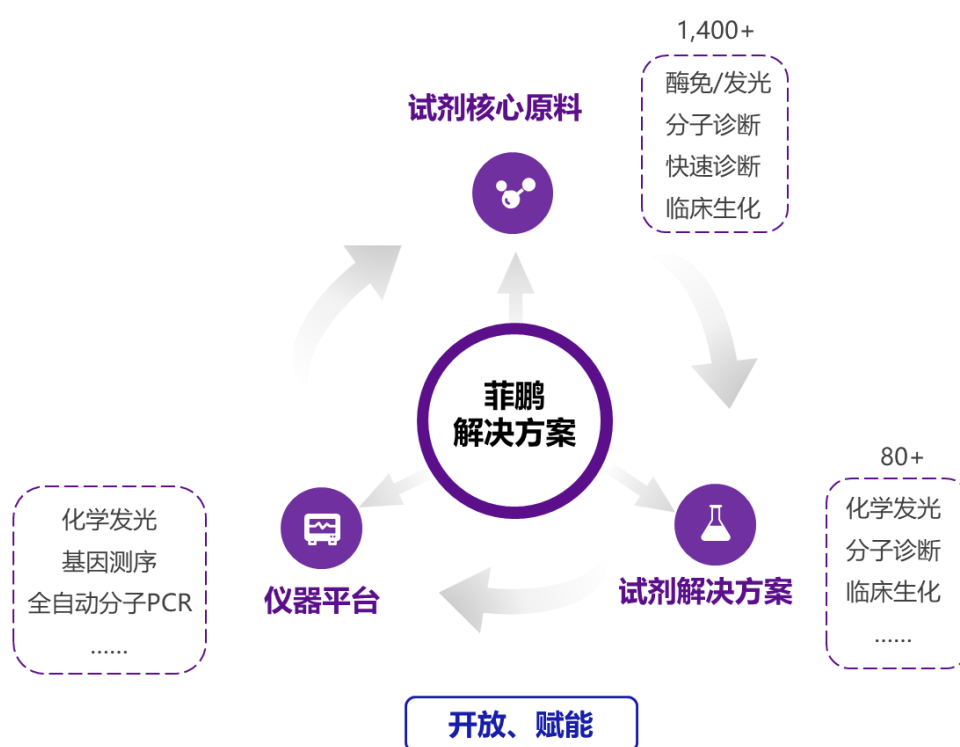 1,400+
酶免/发光
分子诊断
快速诊断
临床生化
试剂核心原料
菲鹏
解决方案
80+
化学发光
分子诊断
临床生化
......
试剂解决方案
化学发光
基因测序
全自动分子PCR
......
仪器平台
开放、赋能